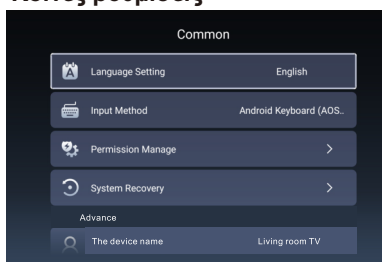 Common
Language Setting English
Input Method Android Keyboard (AOS..
Permission Manage >
System Recovery >
Advance
The device name Living room TV